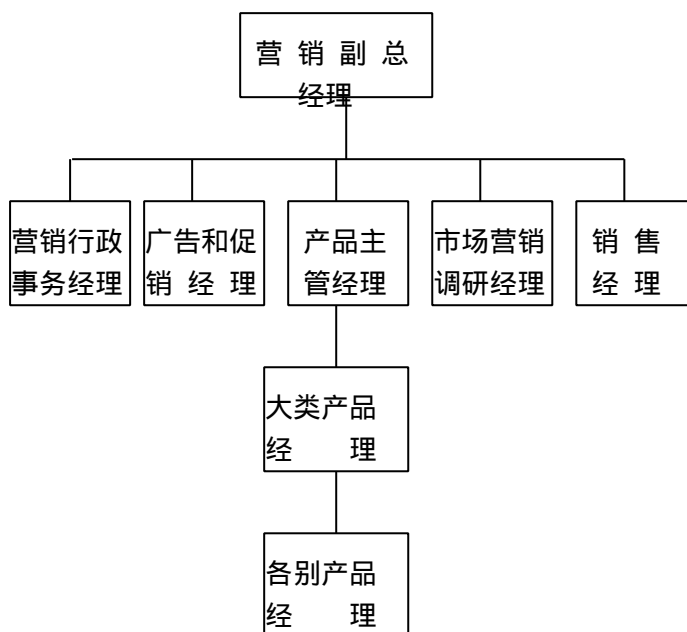 营销副总
经理
营销行政
事务经理
广告和促
销经理
产品主
管经理
市场营销
调研经理
销售
经理
大类产品
经理
各别产品
经理